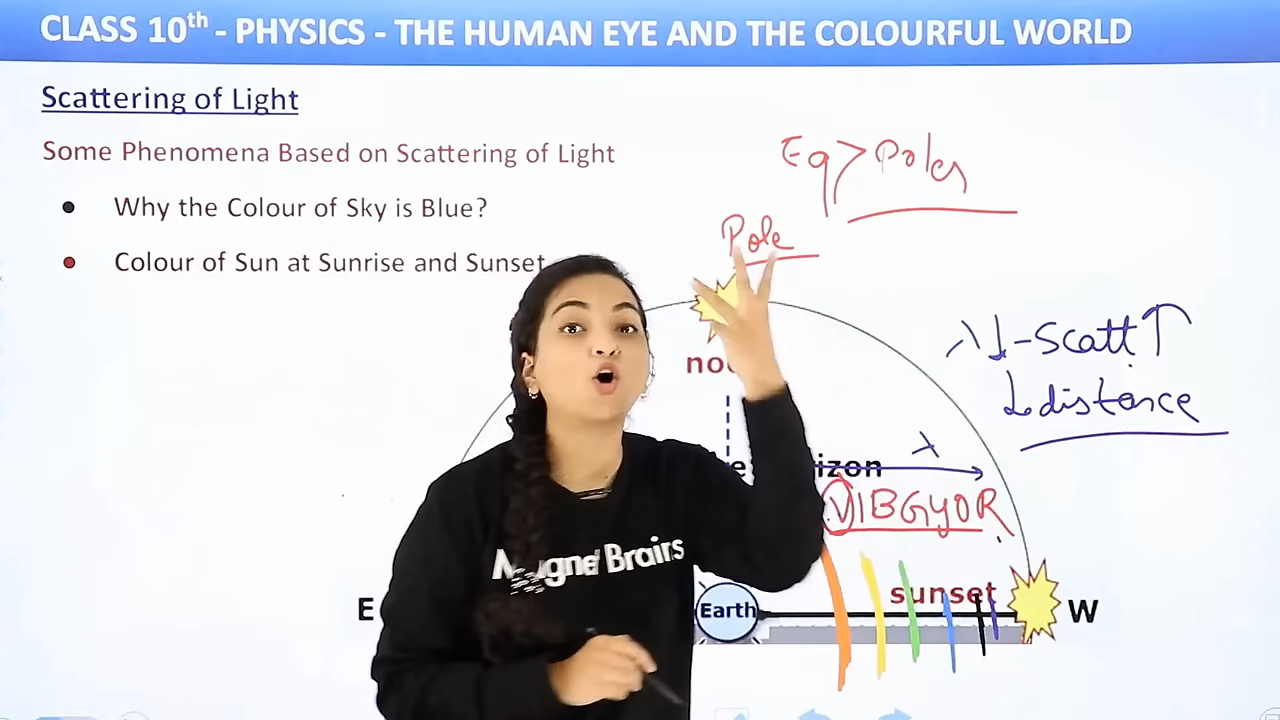 CLASS 10th - PHYSICS - THE HUMAN EYE AND THE COLOURFUL WORLD
Scattering of Light
Some Phenomena Based on Scattering of Light
Eq > Poles
• Why the Colour of Sky is Blue?
Pole
• Colour of Sun at Sunrise and Sunset
λ↓-Scatt↑
↳distance
λ
izon
VIBGYOR
Magnet Brains
sunset
E
Earth
W